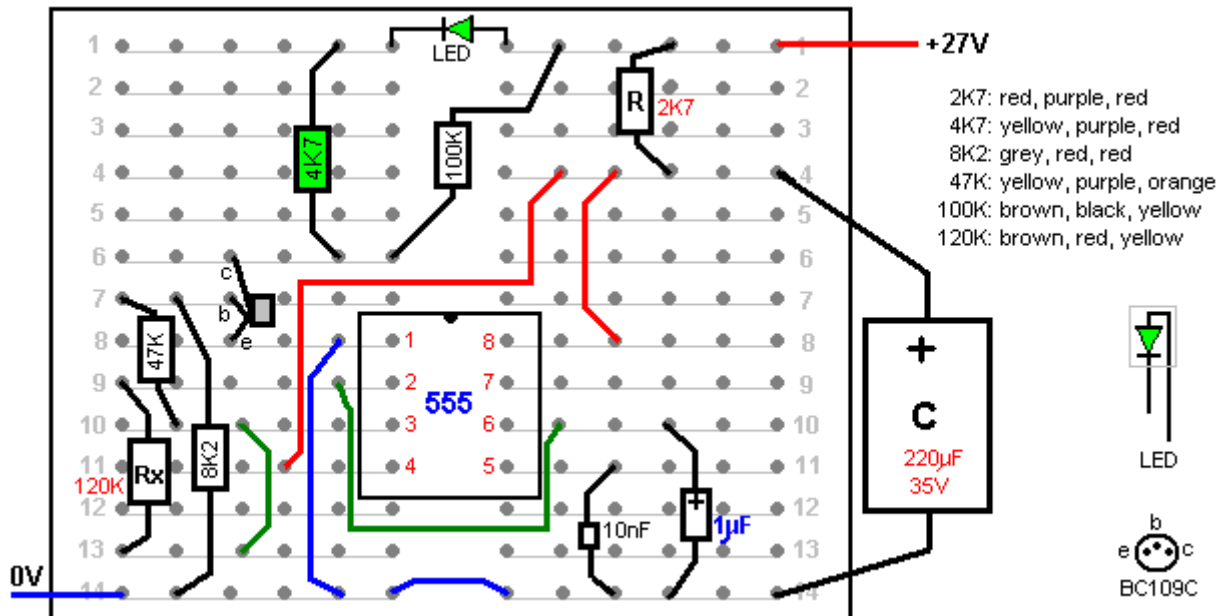 1 LED 1 +27V
2 R 2K7 2 2K7: red, purple, red
3 4K7 100K 3 4K7: yellow, purple, red
4 4 8K2: grey, red, red
5 5 47K: yellow, purple, orange
100K: brown, black, yellow
6 6 120K: brown, red, yellow
c
7 b 7
8 47K e 1 8 8 +
9 2 555 7 9
10 3 6 10 C
11 Rx 8K2 4 5 11 220µF LED
120K 35V
12 10nF 1µF 12
+
13 13 b
e c
0V 14 14 BC109C